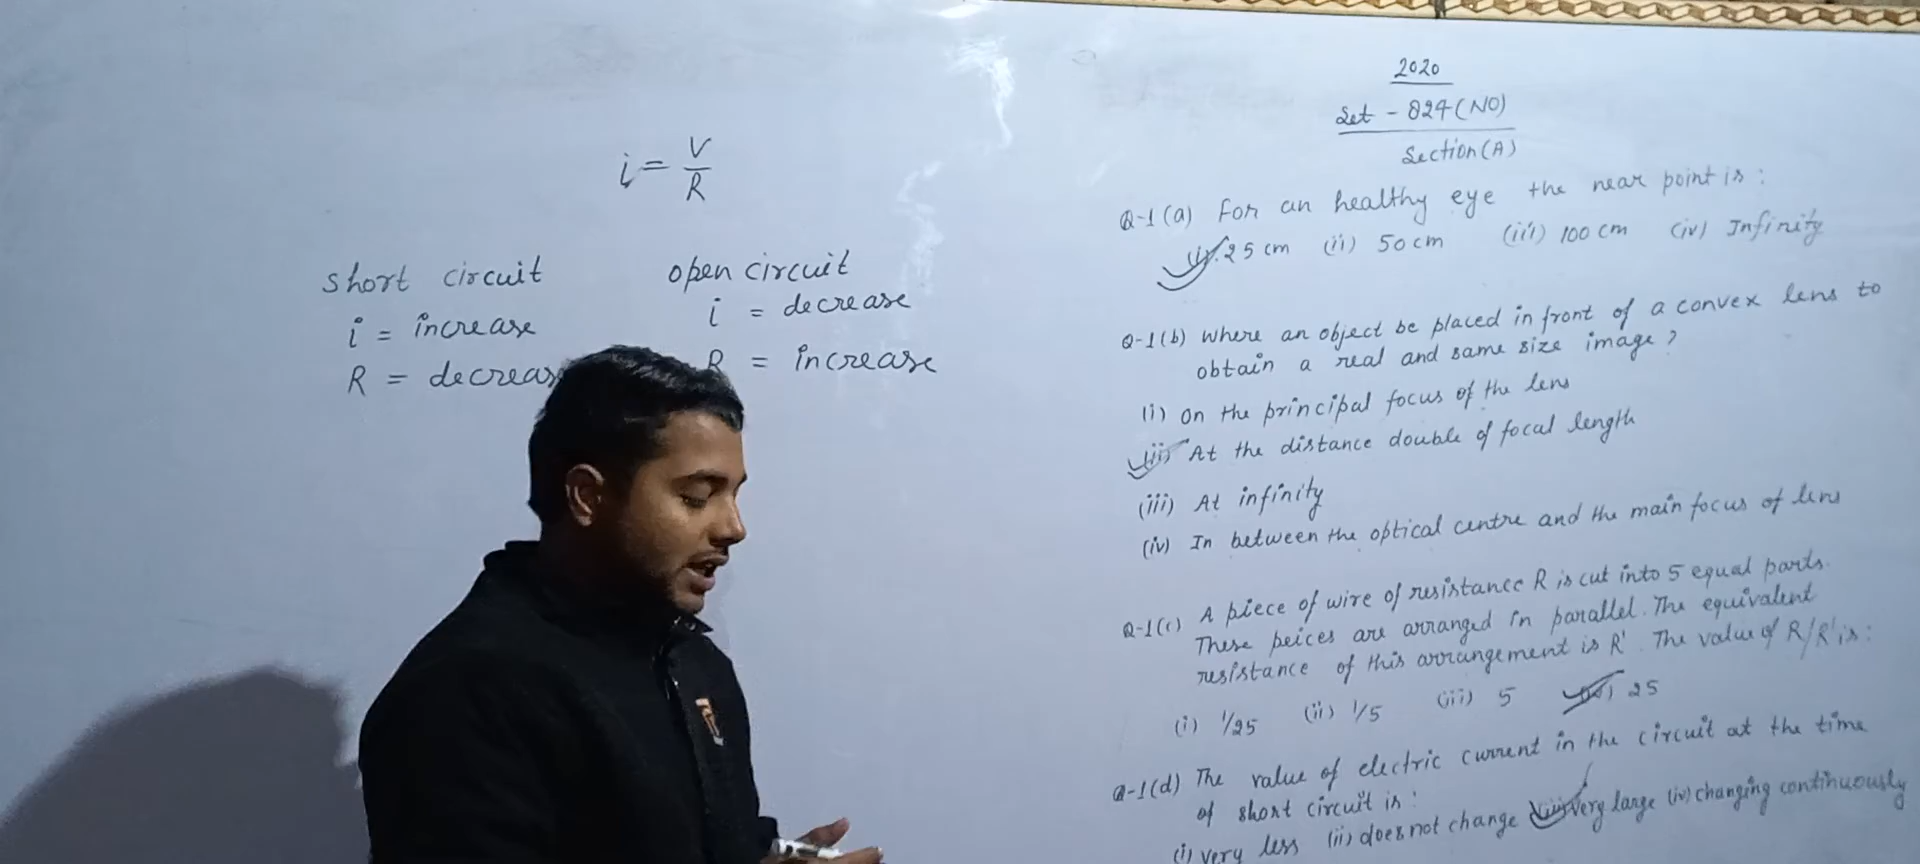 i = V/R
short circuit
i = increase
R = decreas
open circuit
i = decrease
R = increase
2020
Set - 824 (NO)
Section (A)
Q-1 (a) For an healthy eye the near point is :
(i) 25 cm (ii) 50 cm (iii) 100 cm (iv) Infinity
Q-1(b) Where an object be placed in front of a convex lens to
obtain a real and same size image ?
(i) On the principal focus of the lens
(ii) At the distance double of focal length
(iii) At infinity
(iv) In between the optical centre and the main focus of lens
Q-1(c) A piece of wire of resistance R is cut into 5 equal parts.
These peices are arranged in parallel. The equivalent
resistance of this arrangement is R'. The value of R/R' is :
(i) 1/25 (ii) 1/5 (iii) 5 (iv) 25
Q-1(d) The value of electric current in the circuit at the time
of short circuit is :
(i) very less (ii) does not change (iii) very large (iv) changing continuously